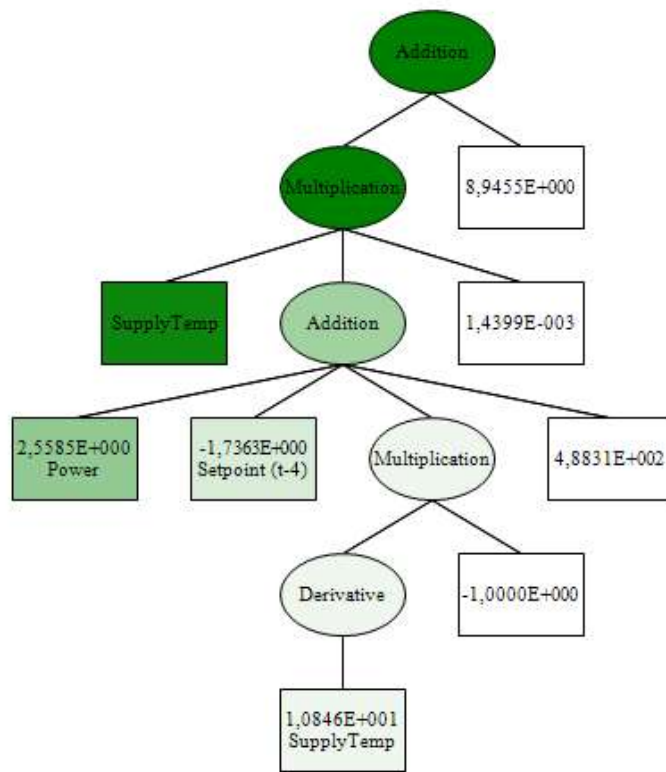 Addition
Multiplication
8,9455E+000
SupplyTemp
Addition
1,4399E-003
2,5585E+000
Power
-1,7363E+000
Setpoint (t-4)
Multiplication
4,8831E+002
Derivative
-1,0000E+000
1,0846E+001
SupplyTemp